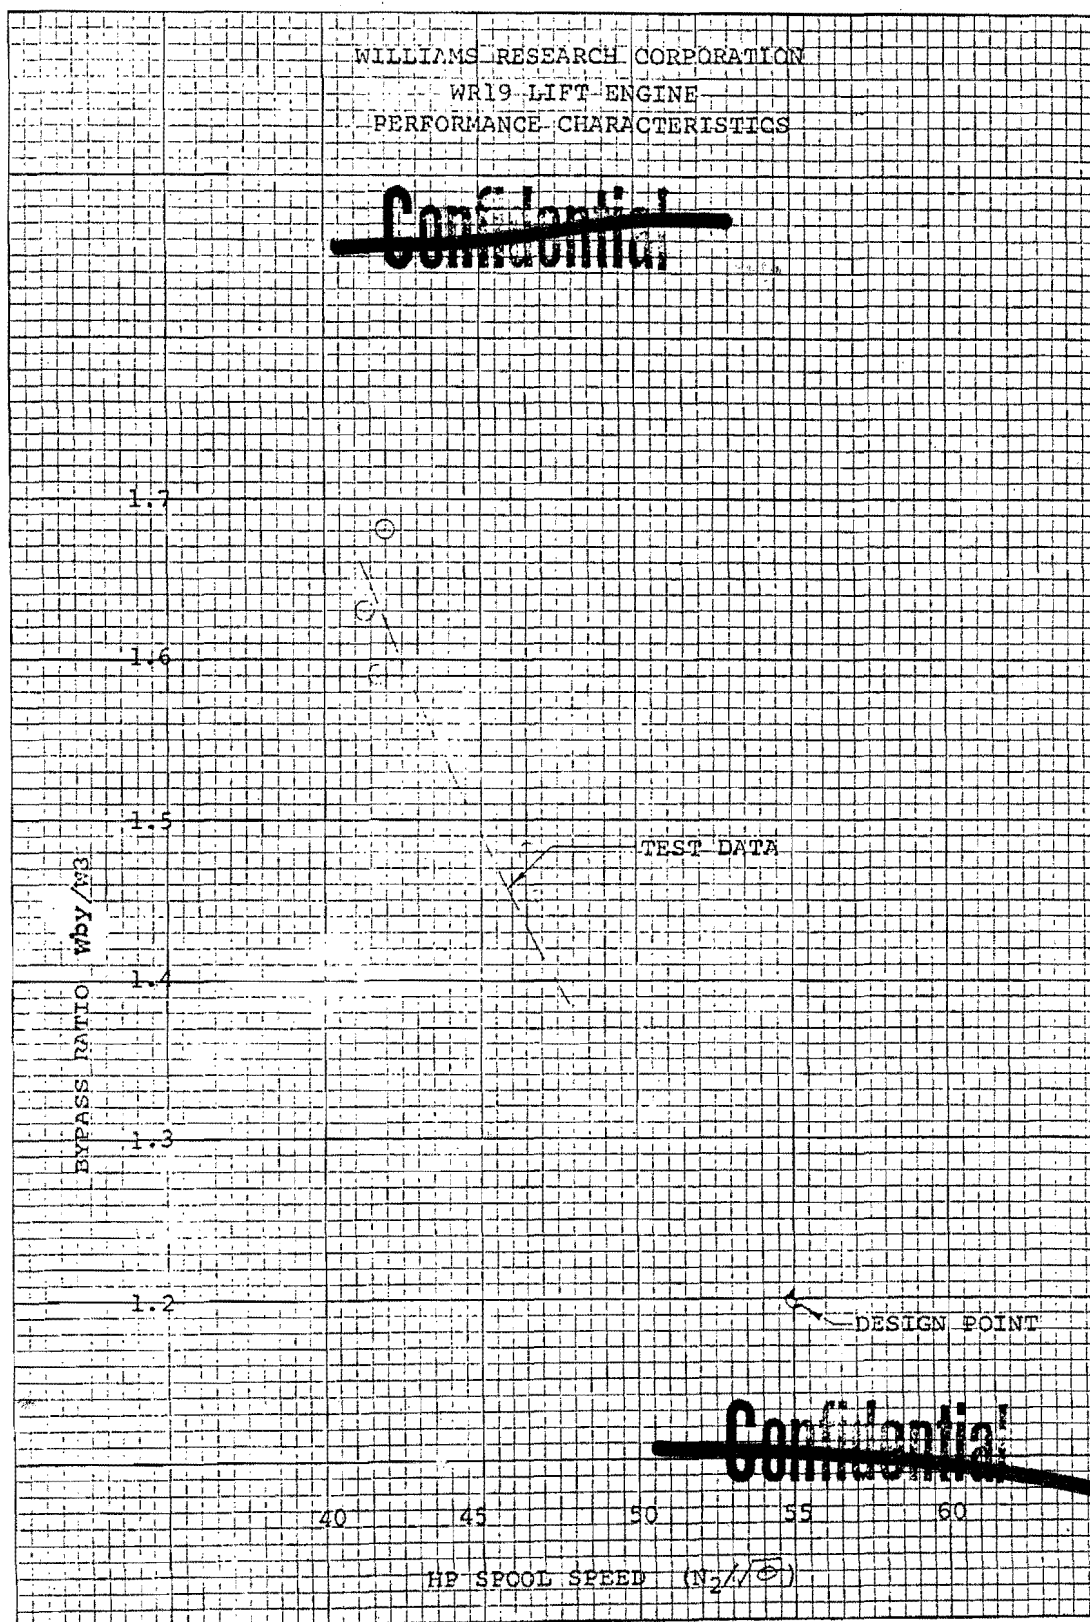 WILLIAMS RESEARCH CORPORATION
WR19 LIFT ENGINE
PERFORMANCE CHARACTERISTICS
Confidential
1.7
1.6
1.5
TEST DATA
BYPASS RATIO Wby/W3
1.4
1.3
1.2
DESIGN POINT
Confidential
40 45 50 55 60
HP SPOOL SPEED (N₂/√Θ)